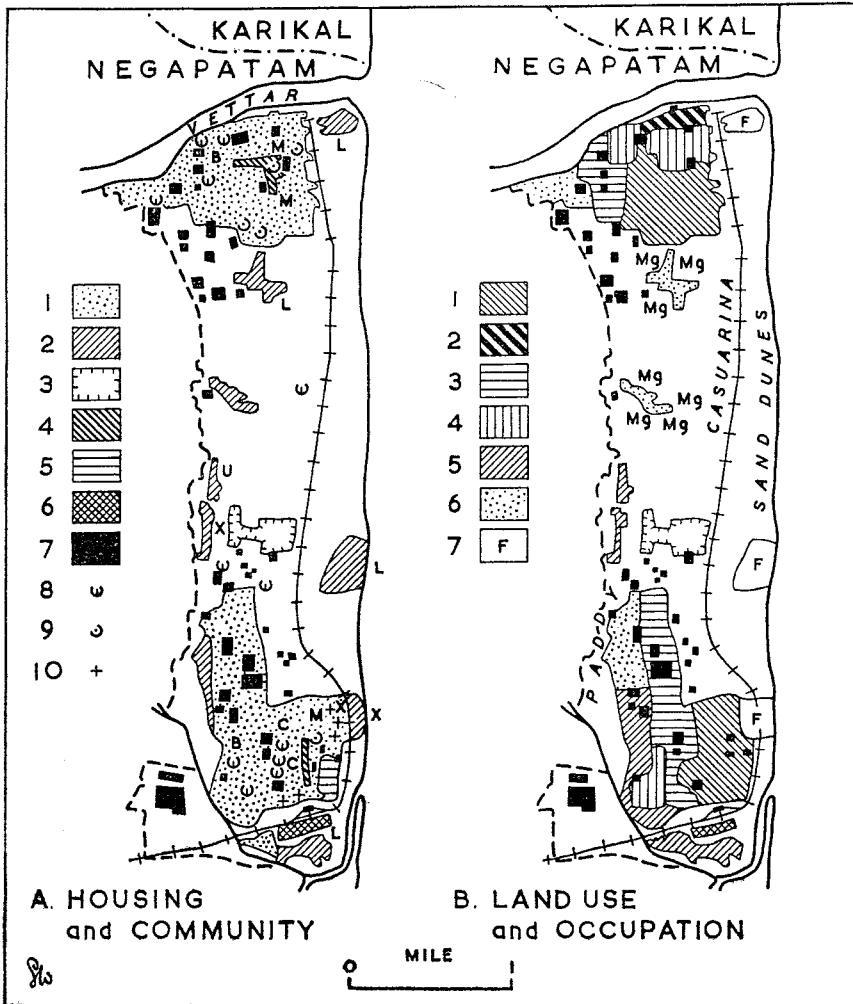 KARIKAL
NEGAPATAM
VETTAR
B
M
L
M
L
1
2
3
4
5
6
7
8
9
10
U
X
L
X
M
C
B
C
X
L
A. HOUSING
and COMMUNITY
KARIKAL
NEGAPATAM
F
Mg Mg
Mg
Mg
Mg
Mg Mg
CASUARINA
SAND DUNES
1
2
3
4
5
6
7 F
F
PADDY
F
B. LAND USE
and OCCUPATION
O MILE I